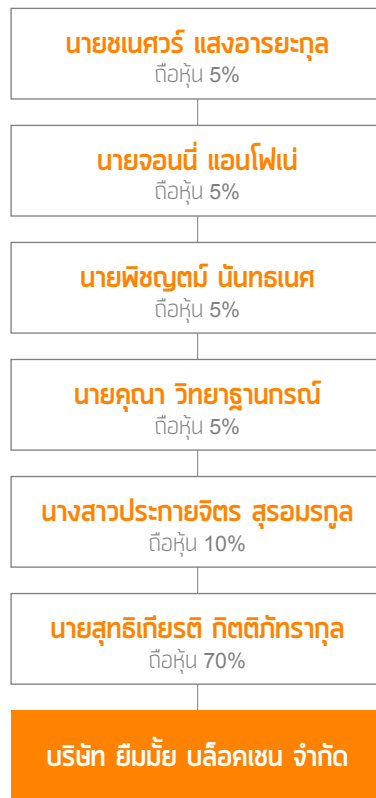 นายชเนศวร์ แสงอารยะกุล
ถือหุ้น 5%
นายจอนนี่ แอนโฟเน่
ถือหุ้น 5%
นายพิชญตม์ นันทธเนศ
ถือหุ้น 5%
นายคุณา วิทยาฐานกรณ์
ถือหุ้น 5%
นางสาวประกายจิตร สุรอมรกูล
ถือหุ้น 10%
นายสุทธิเกียรติ กิตติภัทรากุล
ถือหุ้น 70%
บริษัท ยืมมั้ย บล็อคเชน จำกัด